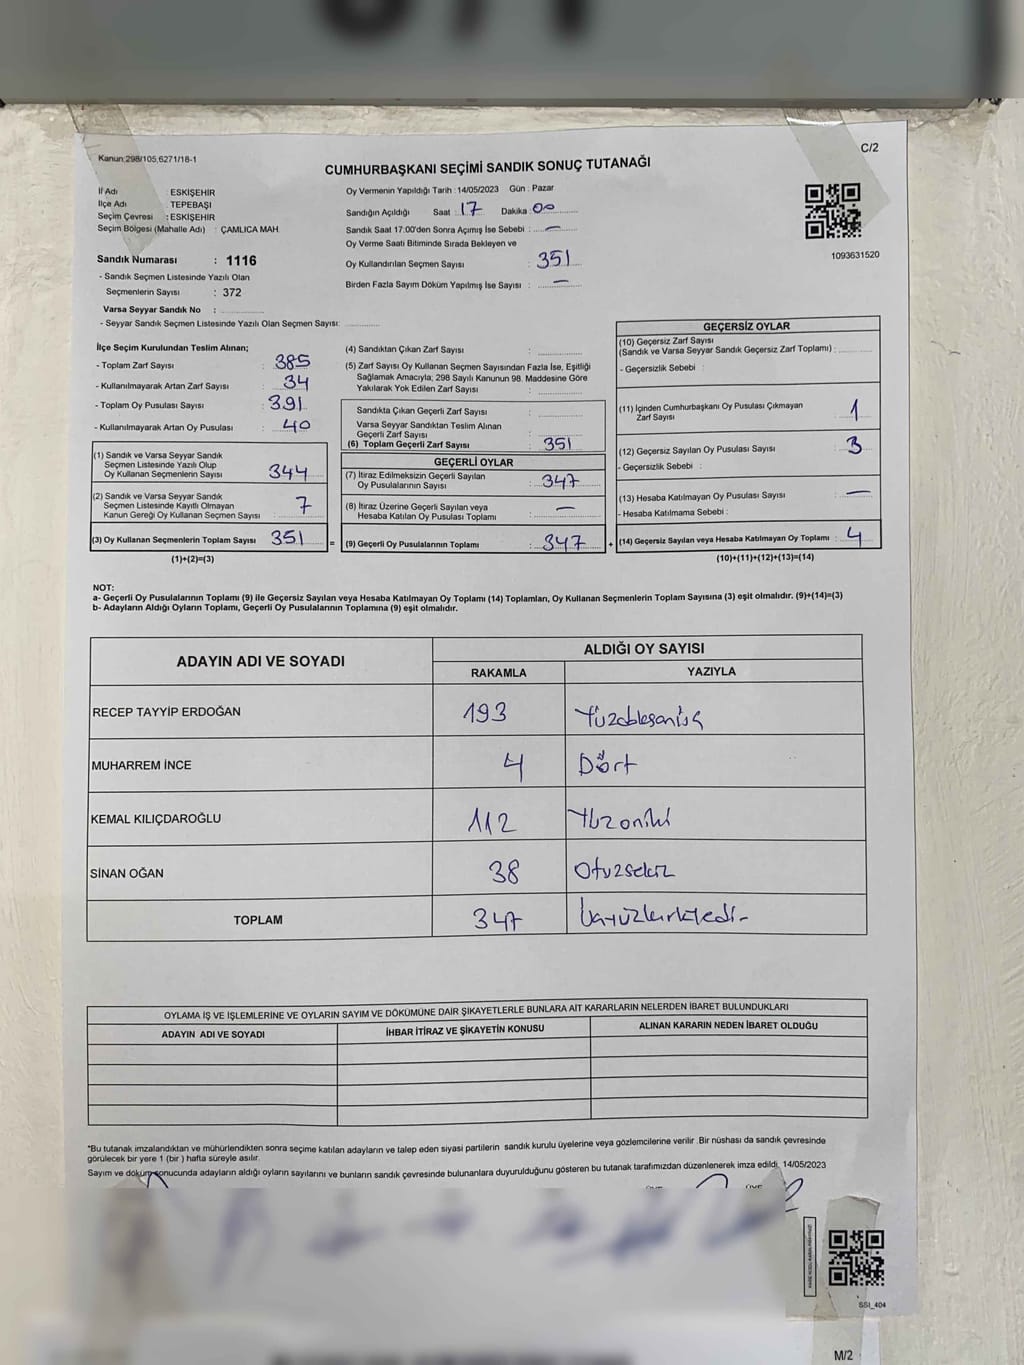 C/2
Kanun;298/105,6271/18-1
CUMHURBAŞKANI SEÇİMİ SANDIK SONUÇ TUTANAĞI
İl Adı : ESKİŞEHİR
İlçe Adı : TEPEBAŞI
Seçim Çevresi : ESKİŞEHİR
Seçim Bölgesi (Mahalle Adı) : ÇAMLICA MAH.
Sandık Numarası : 1116
- Sandık Seçmen Listesinde Yazılı Olan
Seçmenlerin Sayısı : 372
Varsa Seyyar Sandık No :
- Seyyar Sandık Seçmen Listesinde Yazılı Olan Seçmen Sayısı:
Oy Vermenin Yapıldığı Tarih : 14/05/2023 Gün : Pazar
Sandığın Açıldığı Saat : 17 Dakika : 00
Sandık Saat 17:00'den Sonra Açımış İse Sebebi : —
Oy Verme Saati Bitiminde Sırada Bekleyen ve
Oy Kullandırılan Seçmen Sayısı : 351
Birden Fazla Sayım Döküm Yapılmış İse Sayısı : —
1093631520
İlçe Seçim Kurulundan Teslim Alınan;
- Toplam Zarf Sayısı : 385
- Kullanılmayarak Artan Zarf Sayısı : 34
- Toplam Oy Pusulası Sayısı : 391
- Kullanılmayarak Artan Oy Pusulası : 40
(1) Sandık ve Varsa Seyyar Sandık
Seçmen Listesinde Yazılı Olup
Oy Kullanan Seçmenlerin Sayısı : 344
(2) Sandık ve Varsa Seyyar Sandık
Seçmen Listesinde Kayıtlı Olmayan
Kanun Gereği Oy Kullanan Seçmen Sayısı : 7
(3) Oy Kullanan Seçmenlerin Toplam Sayısı : 351
(1)+(2)=(3)
(4) Sandıktan Çıkan Zarf Sayısı :
(5) Zarf Sayısı Oy Kullanan Seçmen Sayısından Fazla İse, Eşitliği
Sağlamak Amacıyla; 298 Sayılı Kanunun 98. Maddesine Göre
Yakılarak Yok Edilen Zarf Sayısı :
Sandıkta Çıkan Geçerli Zarf Sayısı :
Varsa Seyyar Sandıktan Teslim Alınan
Geçerli Zarf Sayısı :
(6) Toplam Geçerli Zarf Sayısı : 351
GEÇERLİ OYLAR
(7) İtiraz Edilmeksizin Geçerli Sayılan
Oy Pusulalarının Sayısı : 347
(8) İtiraz Üzerine Geçerli Sayılan veya
Hesaba Katılan Oy Pusulası Toplamı : —
= (9) Geçerli Oy Pusulalarının Toplamı : 347
GEÇERSİZ OYLAR
(10) Geçersiz Zarf Sayısı
(Sandık ve Varsa Seyyar Sandık Geçersiz Zarf Toplamı) :
- Geçersizlik Sebebi :
(11) İçinden Cumhurbaşkanı Oy Pusulası Çıkmayan
Zarf Sayısı : 1
(12) Geçersiz Sayılan Oy Pusulası Sayısı : 3
- Geçersizlik Sebebi :
(13) Hesaba Katılmayan Oy Pusulası Sayısı : —
- Hesaba Katılmama Sebebi :
+ (14) Geçersiz Sayılan veya Hesaba Katılmayan Oy Toplamı : 4
(10)+(11)+(12)+(13)=(14)
NOT:
a- Geçerli Oy Pusulalarının Toplamı (9) ile Geçersiz Sayılan veya Hesaba Katılmayan Oy Toplamı (14) Toplamları, Oy Kullanan Seçmenlerin Toplam Sayısına (3) eşit olmalıdır. (9)+(14)=(3)
b- Adayların Aldığı Oyların Toplamı, Geçerli Oy Pusulalarının Toplamına (9) eşit olmalıdır.
ADAYIN ADI VE SOYADI ALDIĞI OY SAYISI
RAKAMLA YAZIYLA
RECEP TAYYİP ERDOĞAN 193
MUHARREM İNCE 4 Dört
KEMAL KILIÇDAROĞLU 112 Yüzoniki
SİNAN OĞAN 38 Otuzsekiz
TOPLAM 347
OYLAMA İŞ VE İŞLEMLERİNE VE OYLARIN SAYIM VE DÖKÜMÜNE DAİR ŞİKAYETLERLE BUNLARA AİT KARARLARIN NELERDEN İBARET BULUNDUKLARI
ADAYIN ADI VE SOYADI İHBAR İTİRAZ VE ŞİKAYETİN KONUSU ALINAN KARARIN NEDEN İBARET OLDUĞU
*Bu tutanak imzalandıktan ve mühürlendikten sonra seçime katılan adayların ve talep eden siyasi partilerin sandık kurulu üyelerine veya gözlemcilerine verilir .Bir nüshası da sandık çevresinde
görülecek bir yere 1 (bir ) hafta süreyle asılır.
Sayım ve döküm sonucunda adayların aldığı oyların sayılarını ve bunların sandık çevresinde bulunanlara duyurulduğunu gösteren bu tutanak tarafımızdan düzenlenerek imza edildi. 14/05/2023
SSI_404
M/2